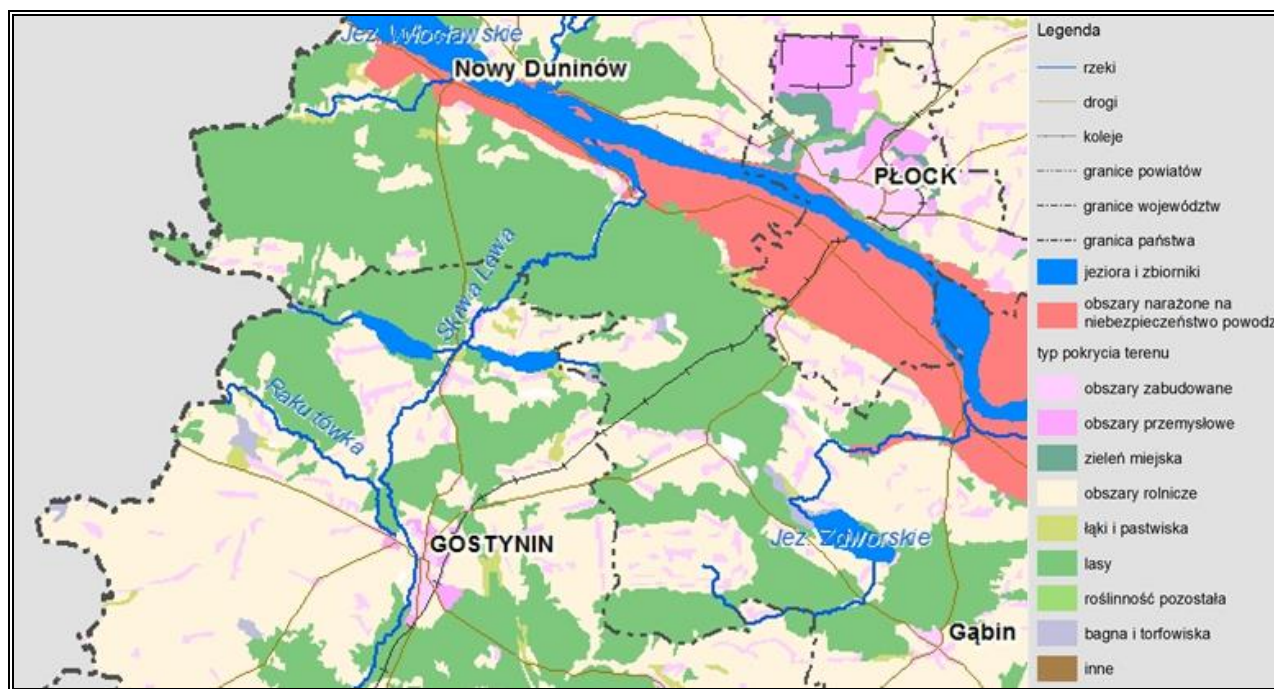 Jez. Włocławskie
Nowy Duninów
PŁOCK
Skrwa Lewa
Rakutówka
GOSTYNIN
Jez. Zdworskie
Gąbin
Legenda
rzeki
drogi
koleje
granice powiatów
granice województw
granica państwa
jeziora i zbiorniki
obszary narażone na
niebezpieczeństwo powodz
typ pokrycia terenu
obszary zabudowane
obszary przemysłowe
zieleń miejska
obszary rolnicze
łąki i pastwiska
lasy
roślinność pozostała
bagna i torfowiska
inne